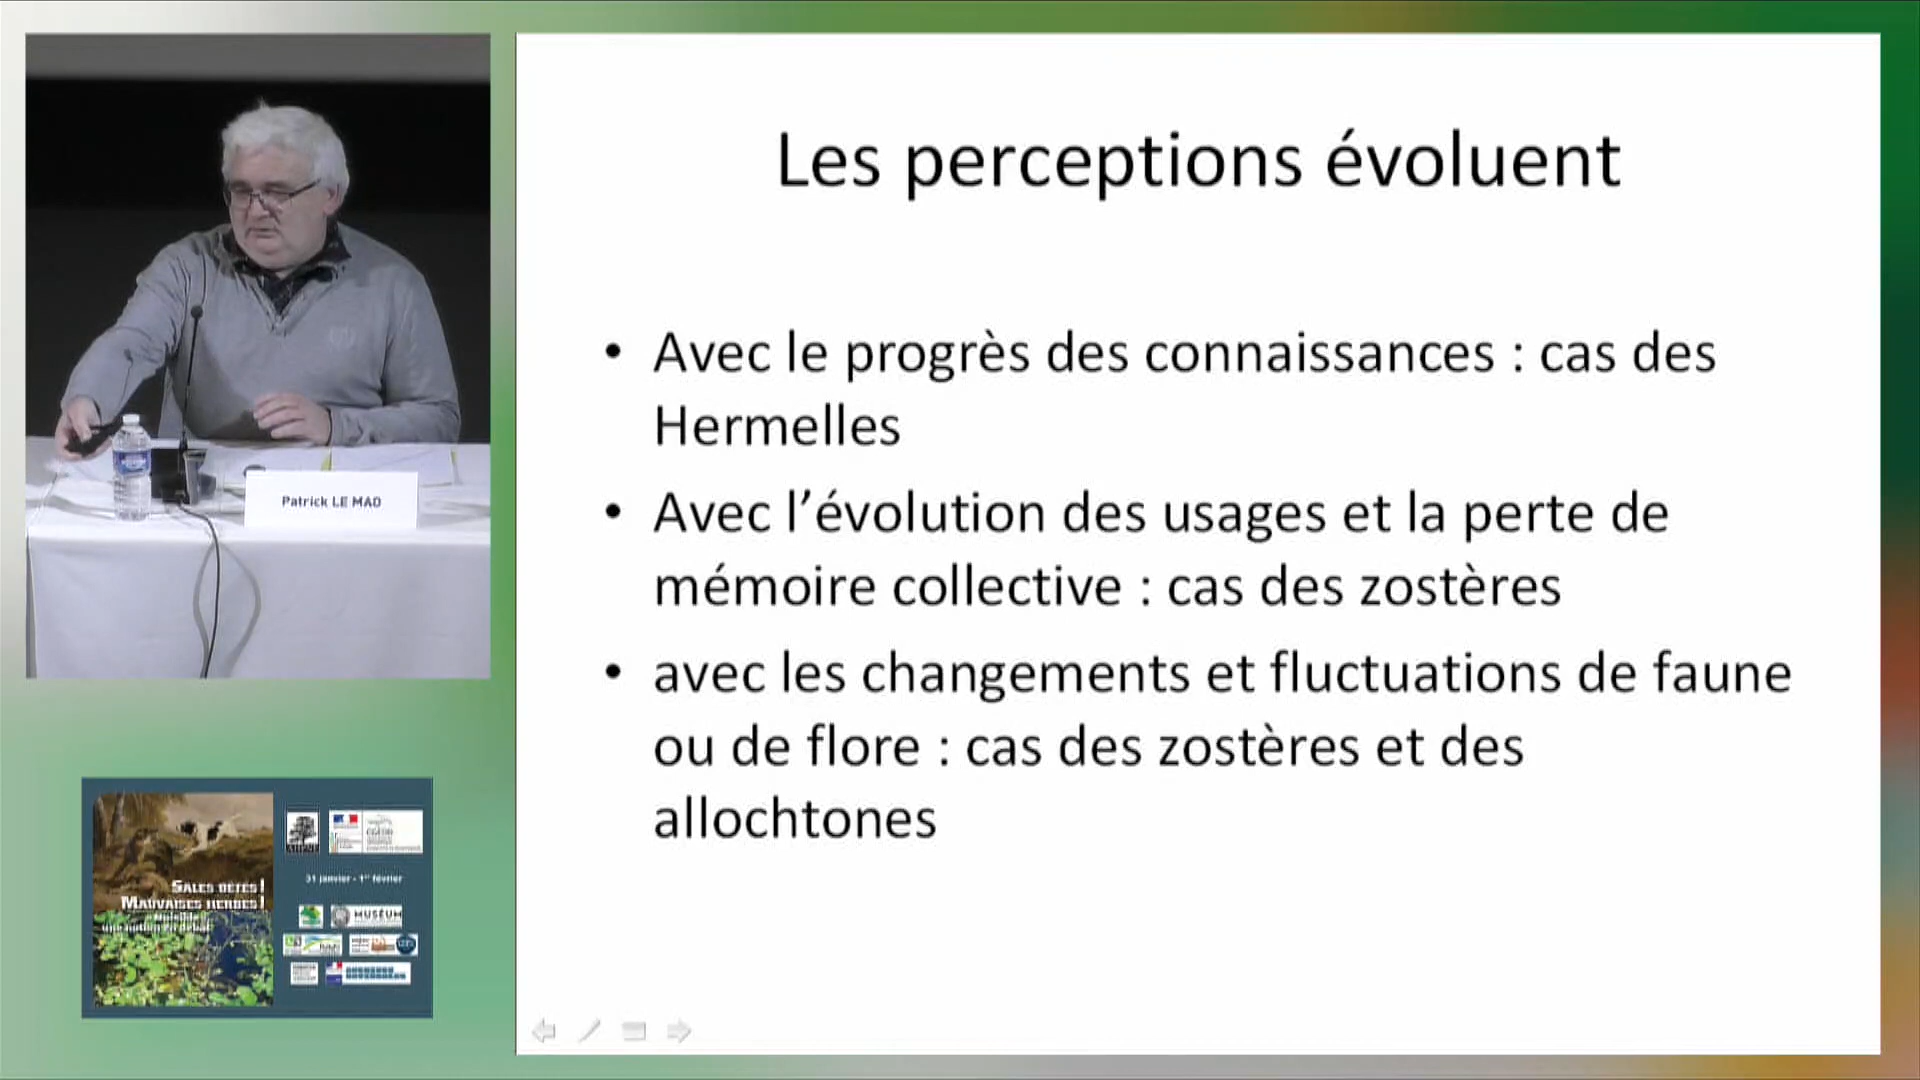 Les perceptions évoluent
• Avec le progrès des connaissances : cas des
Hermelles
• Avec l’évolution des usages et la perte de
mémoire collective : cas des zostères
• avec les changements et fluctuations de faune
ou de flore : cas des zostères et des
allochtones
Patrick LE MAO
SALES BÊTES !
MAUVAISES HERBES !
31 janvier - 1er février
MUSÉUM